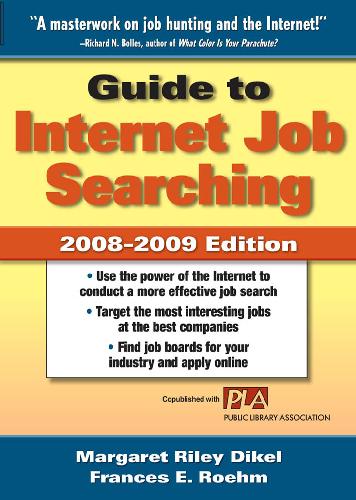 “A masterwork on job hunting and the Internet!”
–Richard N. Bolles, author of What Color Is Your Parachute?
Guide to
Internet Job
Searching
2008–2009 Edition
• Use the power of the Internet to
conduct a more effective job search
• Target the most interesting jobs
at the best companies
• Find job boards for your
industry and apply online
Copublished with
PLA
PUBLIC LIBRARY ASSOCIATION
Margaret Riley Dikel
Frances E. Roehm